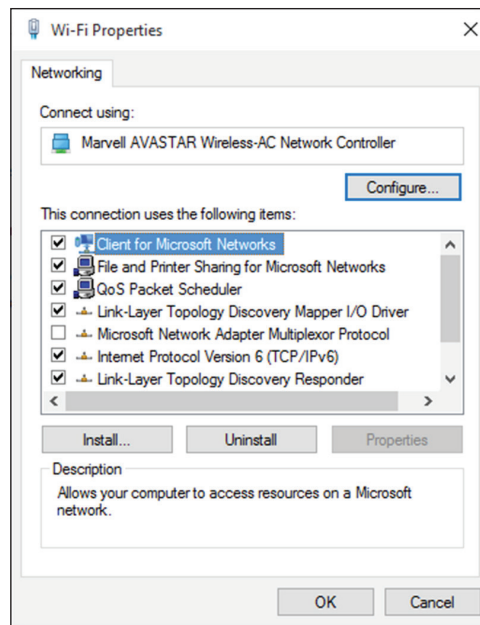 Wi-Fi Properties
Networking
Connect using:
Marvell AVASTAR Wireless-AC Network Controller
Configure...
This connection uses the following items:
Client for Microsoft Networks
File and Printer Sharing for Microsoft Networks
QoS Packet Scheduler
Link-Layer Topology Discovery Mapper I/O Driver
Microsoft Network Adapter Multiplexor Protocol
Internet Protocol Version 6 (TCP/IPv6)
Link-Layer Topology Discovery Responder
Install... Uninstall Properties
Description
Allows your computer to access resources on a Microsoft
network.
OK Cancel